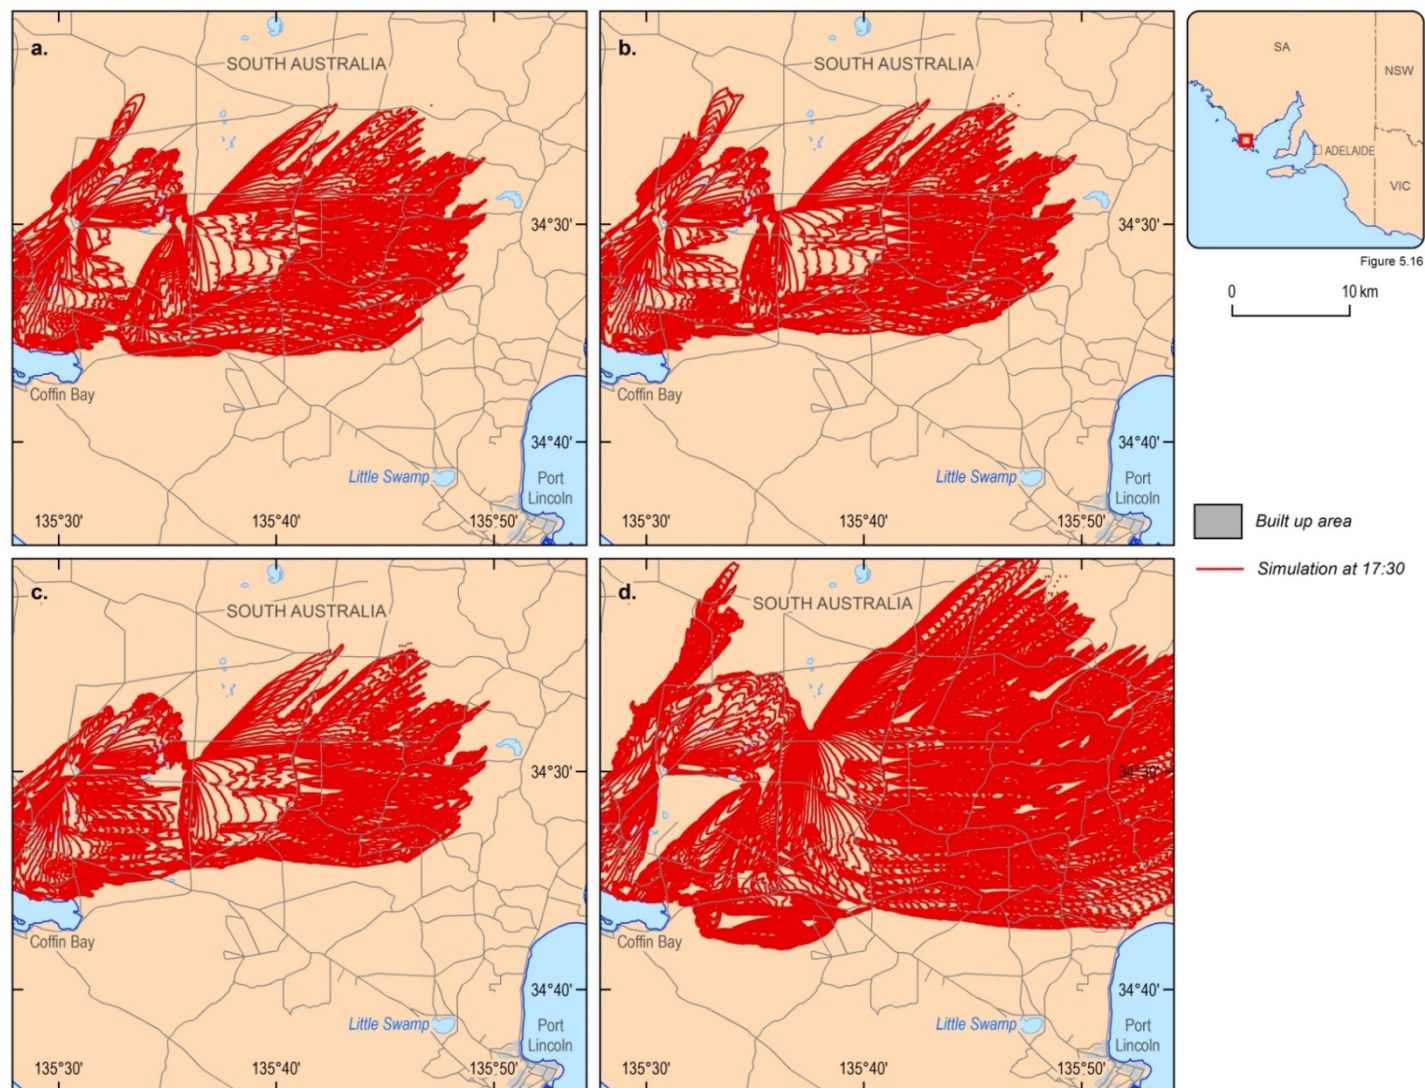 a.
SOUTH AUSTRALIA
34°30'
Coffin Bay
34°40'
Little Swamp
Port
Lincoln
135°30'
135°40'
135°50'
b.
SOUTH AUSTRALIA
34°30'
Coffin Bay
34°40'
Little Swamp
Port
Lincoln
135°30'
135°40'
135°50'
SA
NSW
ADELAIDE
VIC
Figure 5.16
0
10 km
Built up area
Simulation at 17:30
c.
SOUTH AUSTRALIA
34°30'
Coffin Bay
34°40'
Little Swamp
Port
Lincoln
135°30'
135°40'
135°50'
d.
SOUTH AUSTRALIA
34°30'
Coffin Bay
34°40'
Little Swamp
Port
Lincoln
135°30'
135°40'
135°50'